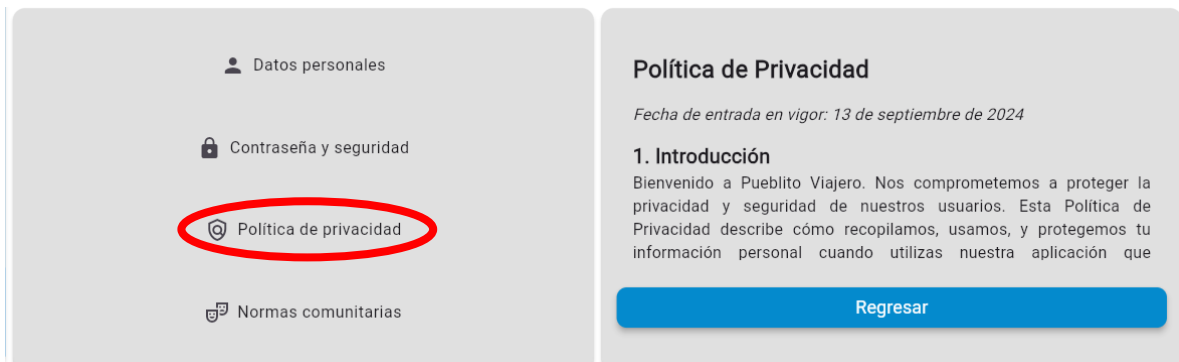 Datos personales
Contraseña y seguridad
Política de privacidad
Normas comunitarias
Política de Privacidad
Fecha de entrada en vigor: 13 de septiembre de 2024
1. Introducción
Bienvenido a Pueblito Viajero. Nos comprometemos a proteger la
privacidad y seguridad de nuestros usuarios. Esta Política de
Privacidad describe cómo recopilamos, usamos, y protegemos tu
información personal cuando utilizas nuestra aplicación que
Regresar